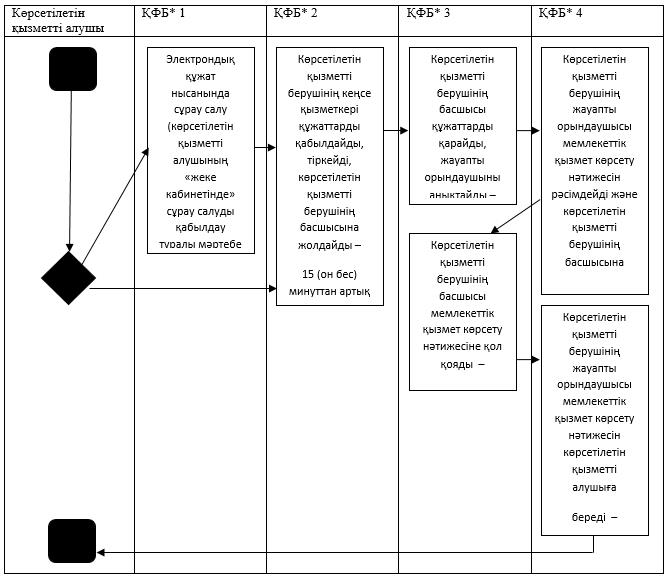 Көрсетілетін
қызметті алушы
ҚФБ* 1
ҚФБ* 2
ҚФБ* 3
ҚФБ* 4
Электрондық
құжат
нысанында
сұрау салу
(көрсетілетін
қызметті
алушының
«жеке
кабинетінде»
сұрау салуды
қабылдау
туралы мәртебе
Көрсетілетін
қызметті
берушінің кеңсе
қызметкері
құжаттарды
қабылдайды,
тіркейді,
көрсетілетін
қызметті
берушінің
басшысына
жолдайды –
15 (он бес)
минуттан артық
Көрсетілетін
қызметті
берушінің
басшысы
құжаттарды
қарайды,
жауапты
орындаушыны
анықтайды –
Көрсетілетін
қызметті
берушінің
басшысы
мемлекеттік
қызмет көрсету
нәтижесіне қол
қояды –
Көрсетілетін
қызметті
берушінің
жауапты
орындаушысы
мемлекеттік
қызмет көрсету
нәтижесін
рәсімдейді және
көрсетілетін
қызметті
берушінің
басшысына
Көрсетілетін
қызметті
берушінің
жауапты
орындаушысы
мемлекеттік
қызмет көрсету
нәтижесін
көрсетілетін
қызметті
алушыға
береді –